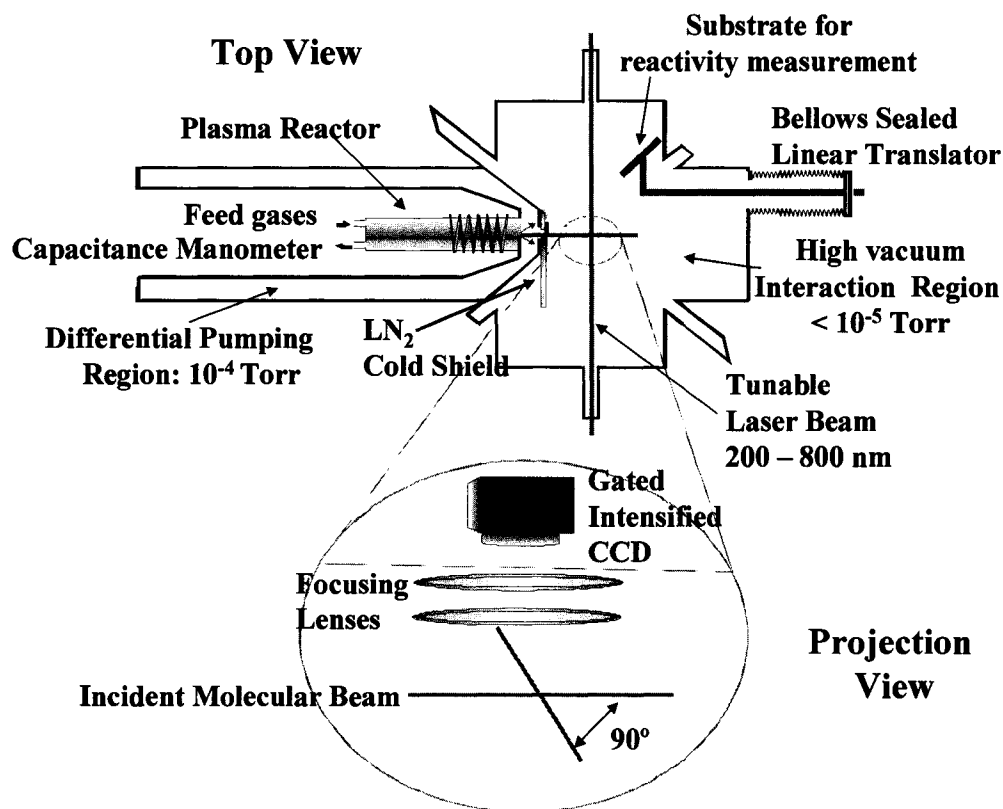 Top View
Substrate for
reactivity measurement
Plasma Reactor
Bellows Sealed
Linear Translator
Feed gases
Capacitance Manometer
High vacuum
Interaction Region
< 10⁻⁵ Torr
Differential Pumping
Region: 10⁻⁴ Torr
LN₂
Cold Shield
Tunable
Laser Beam
200 – 800 nm
Gated
Intensified
CCD
Focusing
Lenses
Projection
View
Incident Molecular Beam
90º